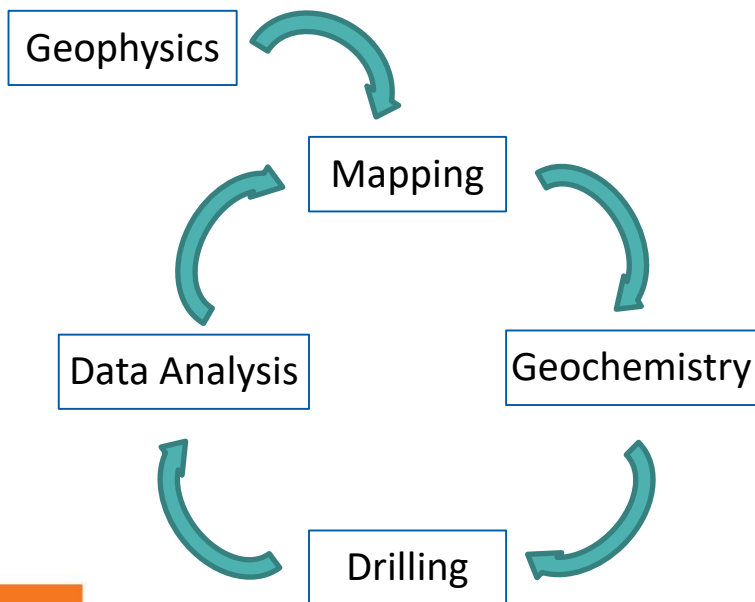 Geophysics
Mapping
Data Analysis
Geochemistry
Drilling